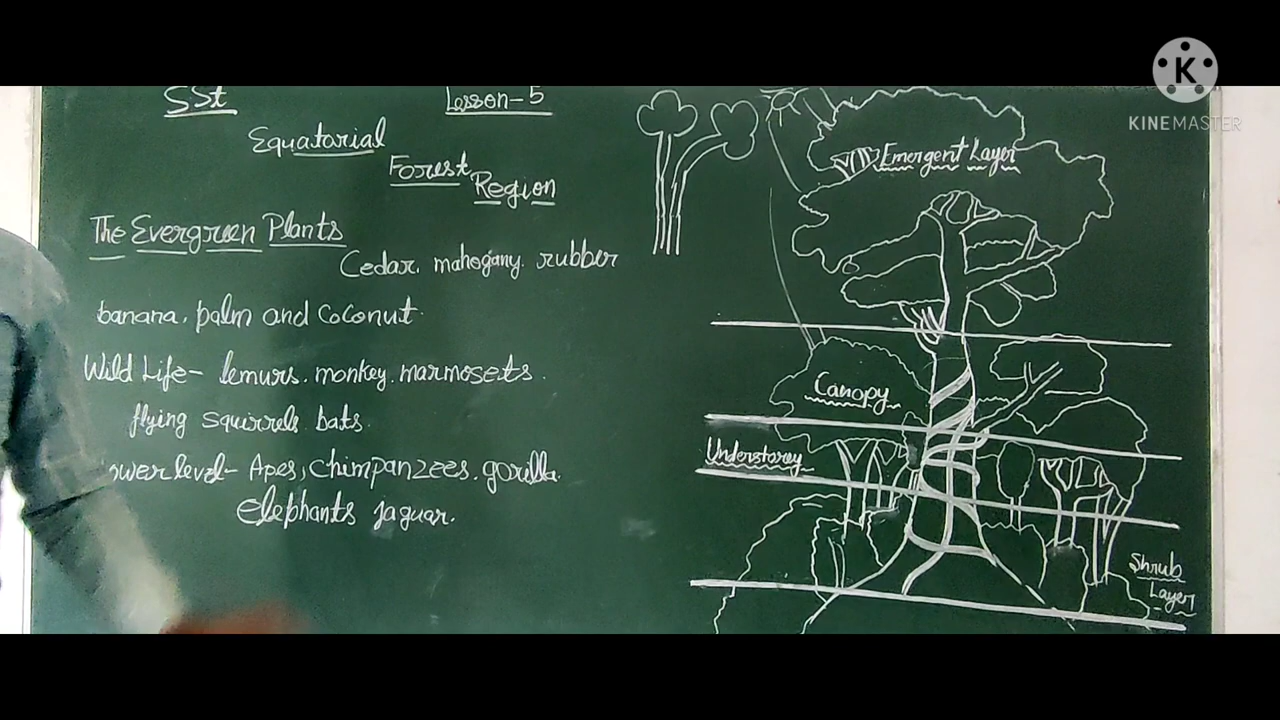 SSt
Lesson-5
Equatorial
Forest
Region
The Evergreen Plants
Cedar. mahogany. rubber
banana. palm and Coconut.
Wild Life- lemurs. monkey. marmosets.
flying squirrels bats.
ower level- Apes, Chimpanzees. gorilla.
Elephants Jaguar.
Emergent Layer
Canopy
Understorey
Shrub
Layer
K
KINEMASTER